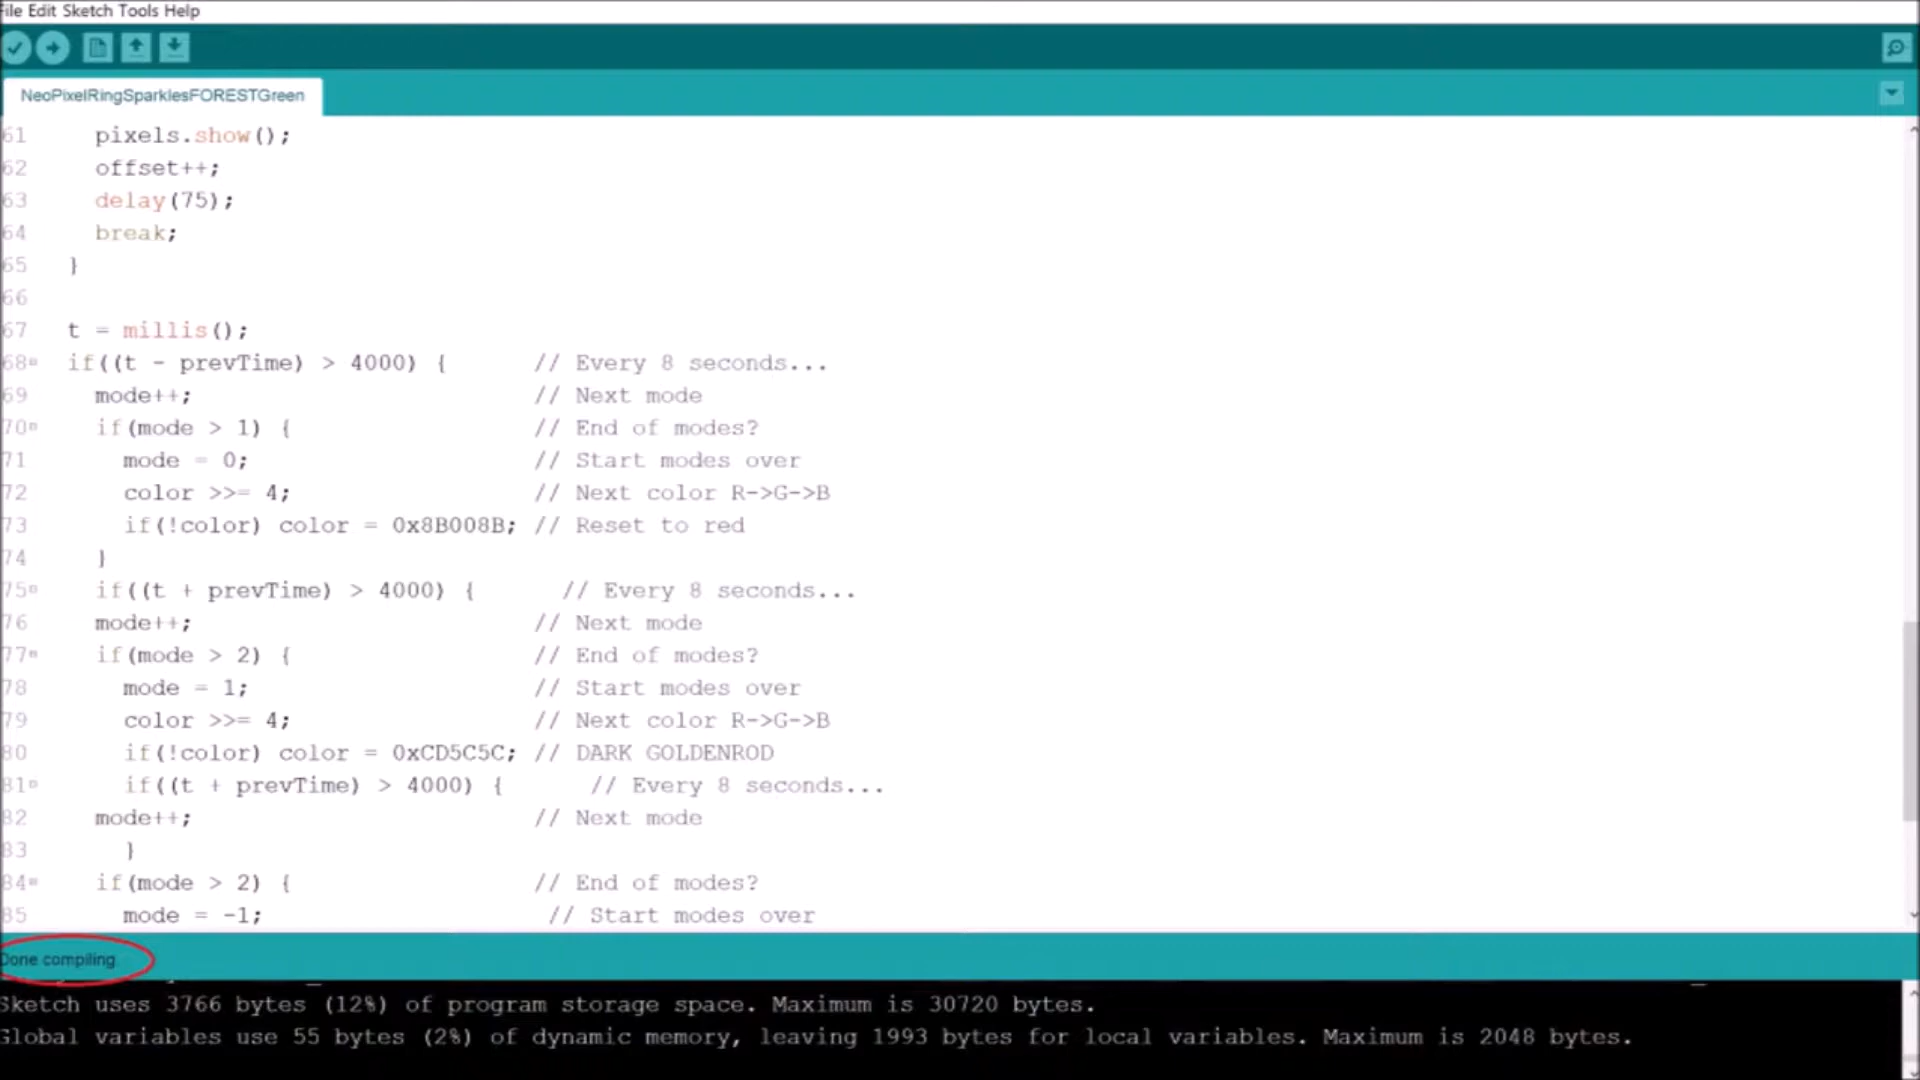 File Edit Sketch Tools Help
NeoPixelRingSparklesFORESTGreen
61 pixels.show();
62 offset++;
63 delay(75);
64 break;
65 }
66
67 t = millis();
68 if((t - prevTime) > 4000) { // Every 8 seconds...
69 mode++; // Next mode
70 if(mode > 1) { // End of modes?
71 mode = 0; // Start modes over
72 color >>= 4; // Next color R->G->B
73 if(!color) color = 0x8B008B; // Reset to red
74 }
75 if((t + prevTime) > 4000) { // Every 8 seconds...
76 mode++; // Next mode
77 if(mode > 2) { // End of modes?
78 mode = 1; // Start modes over
79 color >>= 4; // Next color R->G->B
80 if(!color) color = 0xCD5C5C; // DARK GOLDENROD
81 if((t + prevTime) > 4000) { // Every 8 seconds...
82 mode++; // Next mode
83 }
84 if(mode > 2) { // End of modes?
85 mode = -1; // Start modes over
Done compiling
Sketch uses 3766 bytes (12%) of program storage space. Maximum is 30720 bytes.
Global variables use 55 bytes (2%) of dynamic memory, leaving 1993 bytes for local variables. Maximum is 2048 bytes.